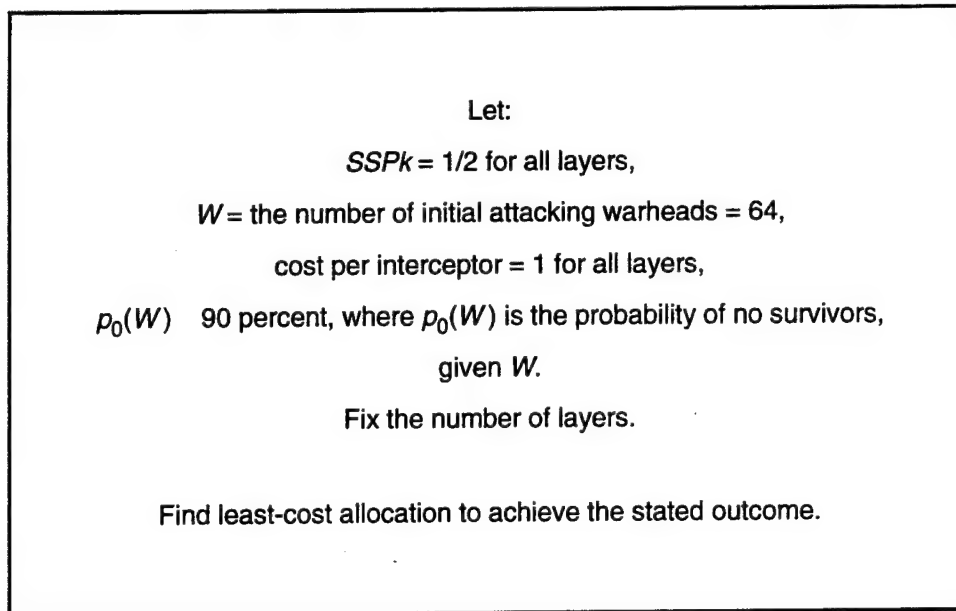 Let:
SSPk = 1/2 for all layers,
W = the number of initial attacking warheads = 64,
cost per interceptor = 1 for all layers,
p₀(W) 90 percent, where p₀(W) is the probability of no survivors,
given W.
Fix the number of layers.
Find least-cost allocation to achieve the stated outcome.